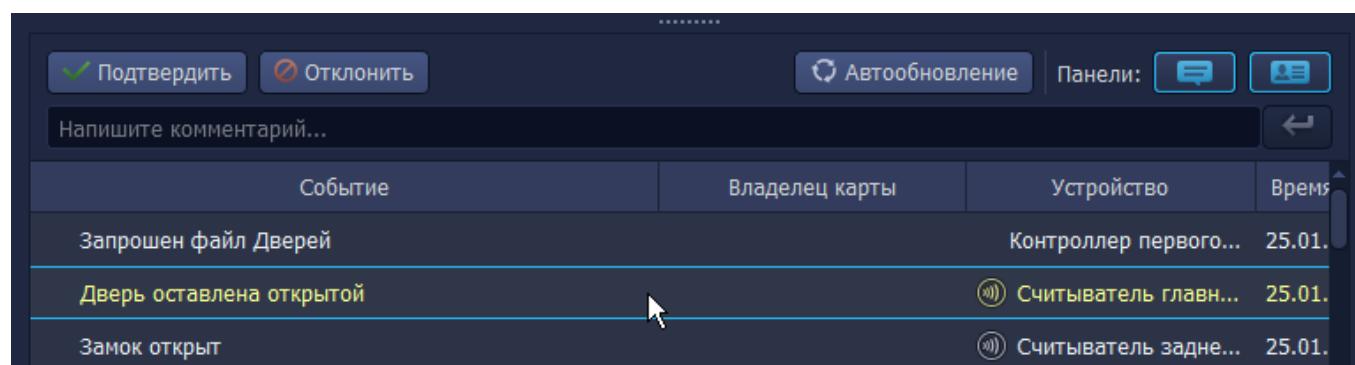 Подтвердить Отклонить Автообновление Панели:
Напишите комментарий...
Событие Владелец карты Устройство Время
Запрошен файл Дверей Контроллер первого... 25.01.
Дверь оставлена открытой Считыватель главн... 25.01.
Замок открыт Считыватель задне... 25.01.